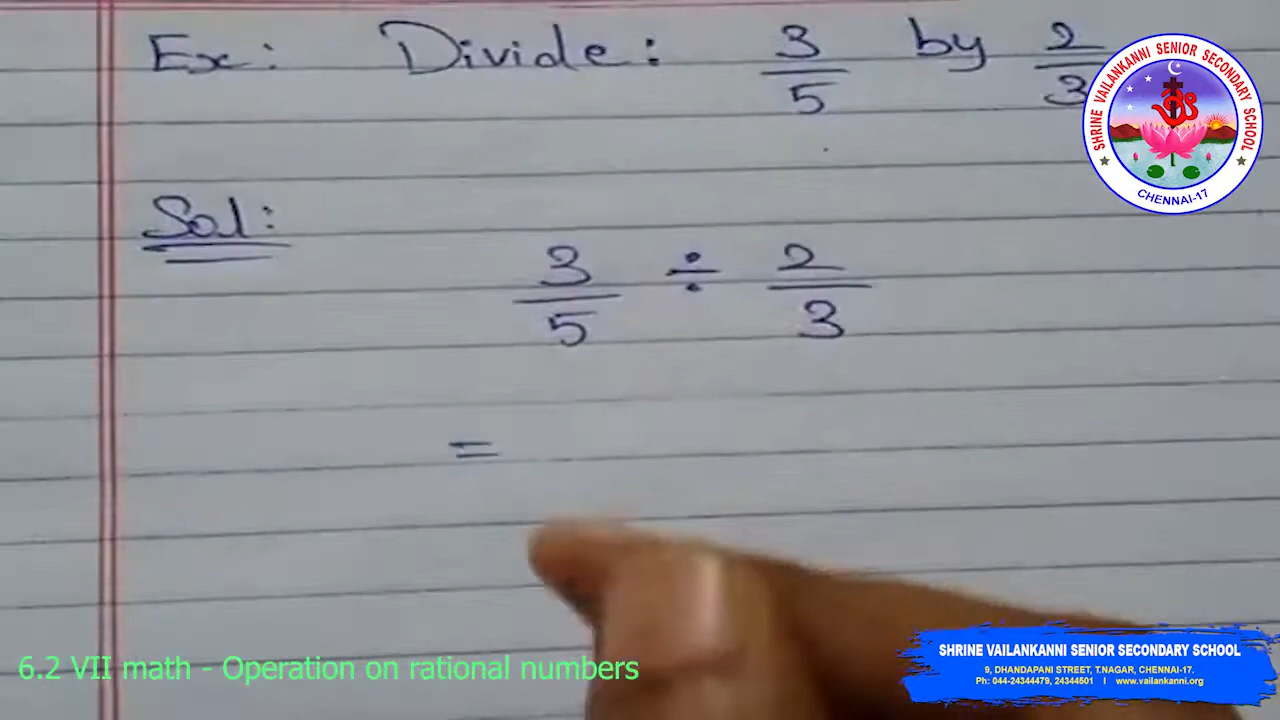 Ex: Divide: 3/5 by 2/3
Sol:
3/5 ÷ 2/3
=
SHRINE VAILANKANNI SENIOR SECONDARY SCHOOL
CHENNAI-17
6.2 VII math - Operation on rational numbers
SHRINE VAILANKANNI SENIOR SECONDARY SCHOOL
9, DHANDAPANI STREET, T.NAGAR, CHENNAI-17.
Ph: 044-24344479, 24344501 I www.vailankanni.org